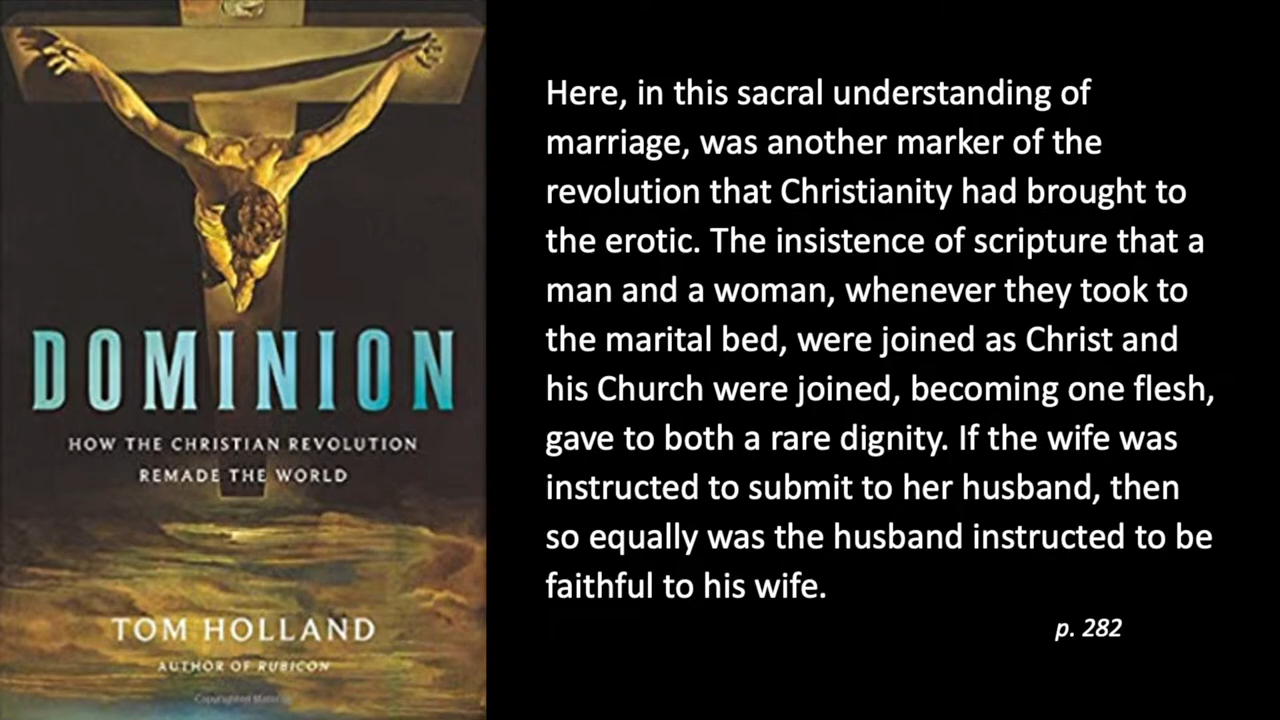 DOMINION
HOW THE CHRISTIAN REVOLUTION
REMADE THE WORLD
TOM HOLLAND
AUTHOR OF RUBICON
Copyrighted Material
Here, in this sacral understanding of
marriage, was another marker of the
revolution that Christianity had brought to
the erotic. The insistence of scripture that a
man and a woman, whenever they took to
the marital bed, were joined as Christ and
his Church were joined, becoming one flesh,
gave to both a rare dignity. If the wife was
instructed to submit to her husband, then
so equally was the husband instructed to be
faithful to his wife.
p. 282